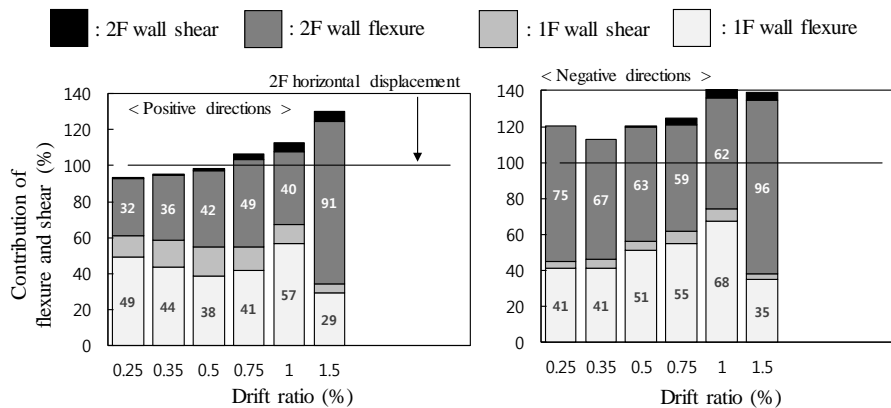 : 2F wall shear : 2F wall flexure : 1F wall shear : 1F wall flexure
2F horizontal displacement
< Positive directions >
Contribution of
flexure and shear (%)
140
120
100
80
60
40
20
0
32 36 42 49 40 91
49 44 38 41 57 29
0.25 0.35 0.5 0.75 1 1.5
Drift ratio (%)
< Negative directions >
140
120
100
80
60
40
20
0
75 67 63 59 62 96
41 41 51 55 68 35
0.25 0.35 0.5 0.75 1 1.5
Drift ratio (%)